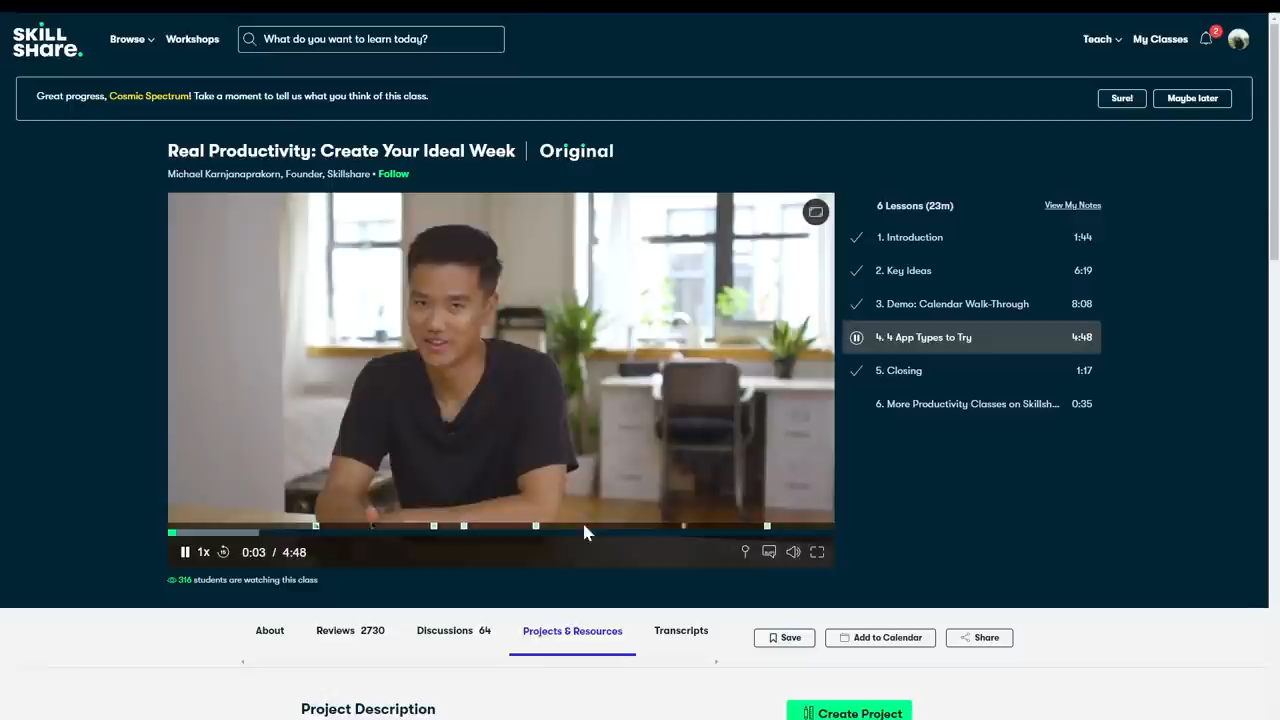 SKILL
SHare.
Browse
Workshops
What do you want to learn today?
Teach
My Classes
2
Great progress, Cosmic Spectrum! Take a moment to tell us what you think of this class.
Sure!
Maybe later
Real Productivity: Create Your Ideal Week | Original
Michael Karnjanaprakorn, Founder, Skillshare • Follow
6 Lessons (23m)
View My Notes
1. Introduction 1:44
2. Key Ideas 6:19
3. Demo: Calendar Walk-Through 8:08
4. 4 App Types to Try 4:48
5. Closing 1:17
6. More Productivity Classes on Skillsh... 0:35
1x
15
0:03 / 4:48
316 students are watching this class
About
Reviews 2730
Discussions 64
Projects & Resources
Transcripts
Save
Add to Calendar
Share
Project Description
Create Project